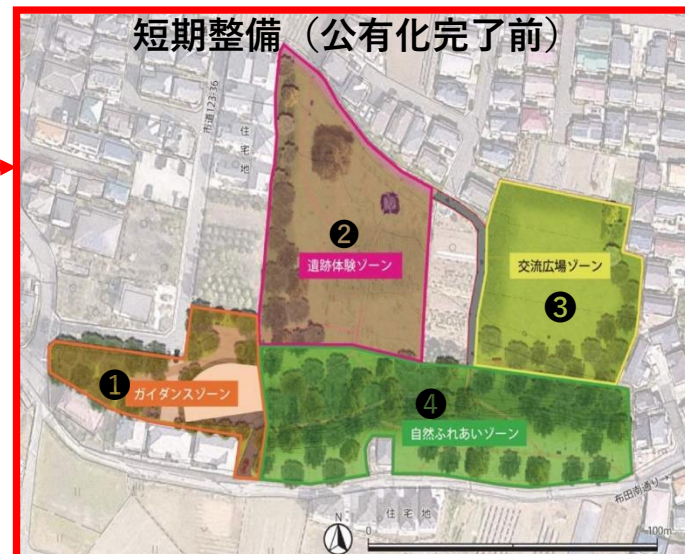 短期整備（公有化完了前）
市道123-36
住宅地
❷
遺跡体験ゾーン
交流広場ゾーン
❸
❶
ガイダンスゾーン
❹
自然ふれあいゾーン
布田南通り→
住宅地
N
0
100m